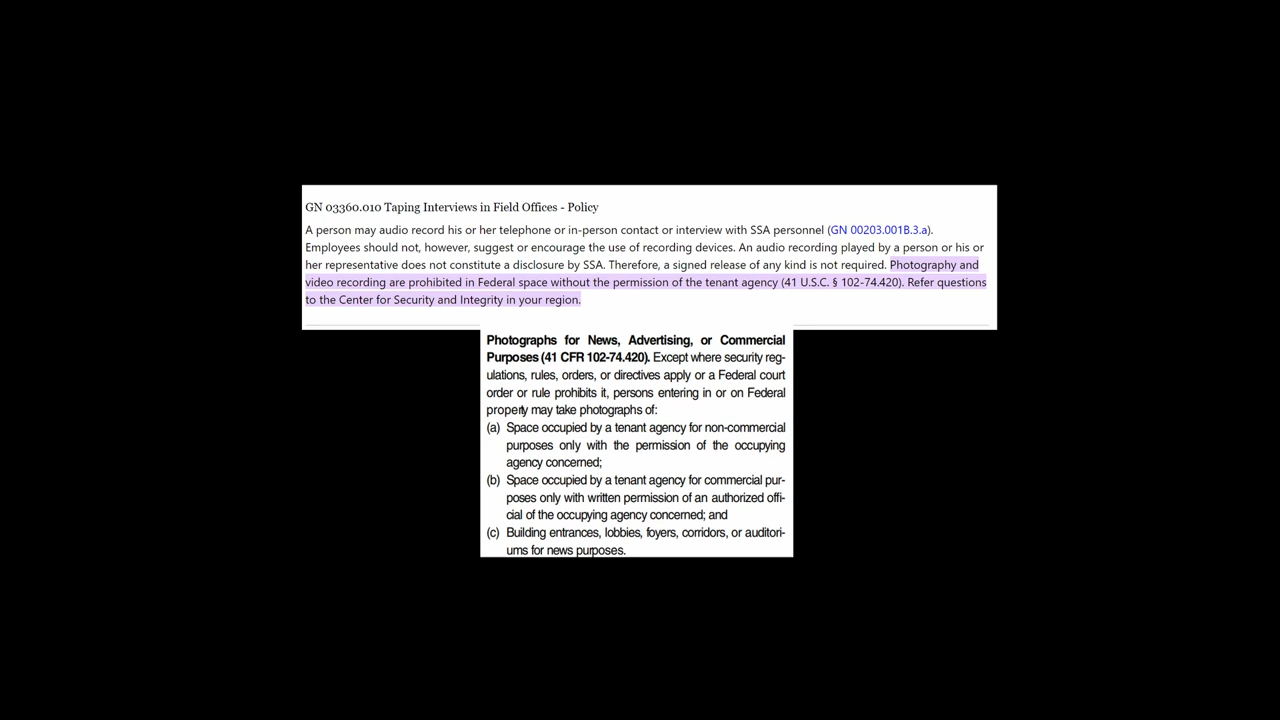 GN 03360.010 Taping Interviews in Field Offices - Policy
A person may audio record his or her telephone or in-person contact or interview with SSA personnel (GN 00203.001B.3.a).
Employees should not, however, suggest or encourage the use of recording devices. An audio recording played by a person or his or
her representative does not constitute a disclosure by SSA. Therefore, a signed release of any kind is not required. Photography and
video recording are prohibited in Federal space without the permission of the tenant agency (41 U.S.C. § 102-74.420). Refer questions
to the Center for Security and Integrity in your region.
Photographs for News, Advertising, or Commercial
Purposes (41 CFR 102-74.420). Except where security reg-
ulations, rules, orders, or directives apply or a Federal court
order or rule prohibits it, persons entering in or on Federal
property may take photographs of:
(a) Space occupied by a tenant agency for non-commercial
purposes only with the permission of the occupying
agency concerned;
(b) Space occupied by a tenant agency for commercial pur-
poses only with written permission of an authorized offi-
cial of the occupying agency concerned; and
(c) Building entrances, lobbies, foyers, corridors, or auditori-
ums for news purposes.